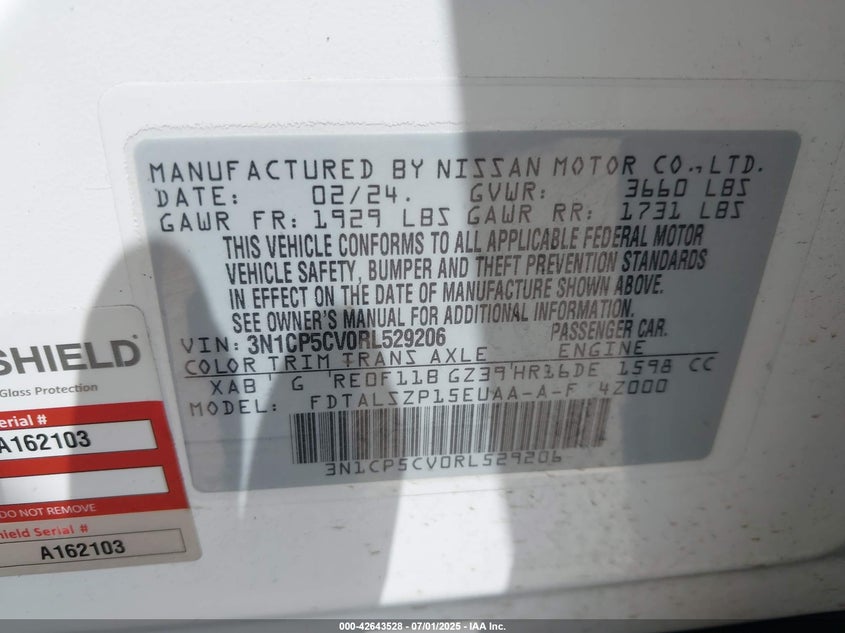 MANUFACTURED BY NISSAN MOTOR CO., LTD.
DATE: 02/24. GVWR: 3660 LBS
GAWR FR: 1929 LBS GAWR RR: 1731 LBS
THIS VEHICLE CONFORMS TO ALL APPLICABLE FEDERAL MOTOR
VEHICLE SAFETY, BUMPER AND THEFT PREVENTION STANDARDS
IN EFFECT ON THE DATE OF MANUFACTURE SHOWN ABOVE.
SEE OWNER'S MANUAL FOR ADDITIONAL INFORMATION.
VIN: 3N1CP5CV0RL529206 PASSENGER CAR.
COLOR TRIM TRANS AXLE ENGINE
XAB G RE0F11B GZ39 HR16DE 1598 CC
MODEL: FDTALSZP15EUAA-A-F 4Z000
3N1CP5CV0RL529206
SHIELD®
Glass Protection
Serial #
A162103
DO NOT REMOVE
Shield Serial #
A162103
000-42643528 - 07/01/2025 - IAA Inc.